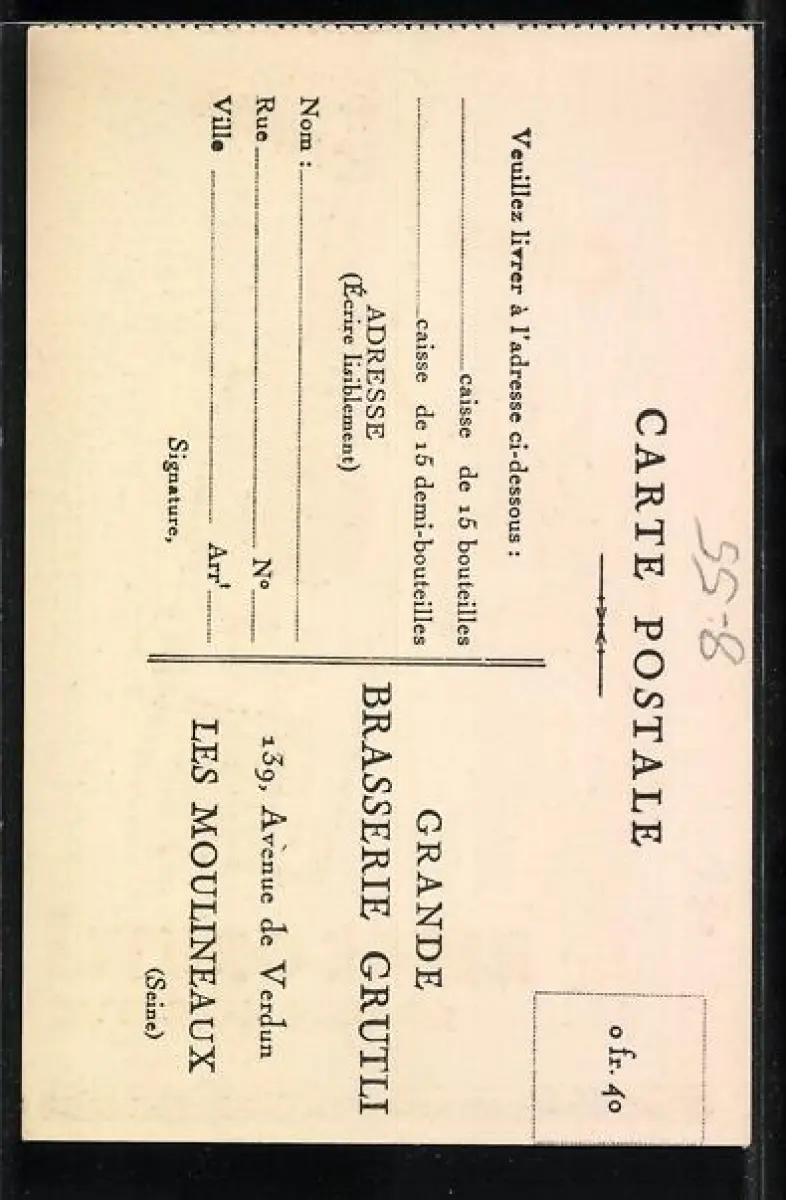 55-8
CARTE POSTALE
o fr. 40
Veuillez livrer à l'adresse ci-dessous :
caisse de 15 bouteilles
caisse de 15 demi-bouteilles
ADRESSE
(Écrire lisiblement)
Nom :
Rue N°
Ville Arrt
Signature,
GRANDE
BRASSERIE GRUTLI
139, Avenue de Verdun
LES MOULINEAUX
(Seine)